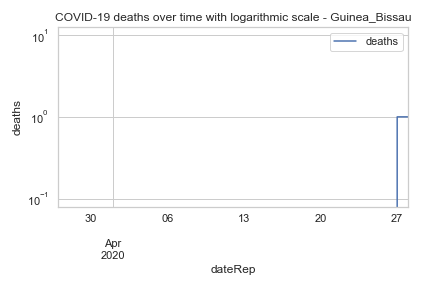 COVID-19 deaths over time with logarithmic scale - Guinea_Bissau
deaths
10¹
10⁰
10⁻¹
deaths
30
06
13
20
27
Apr
2020
dateRep